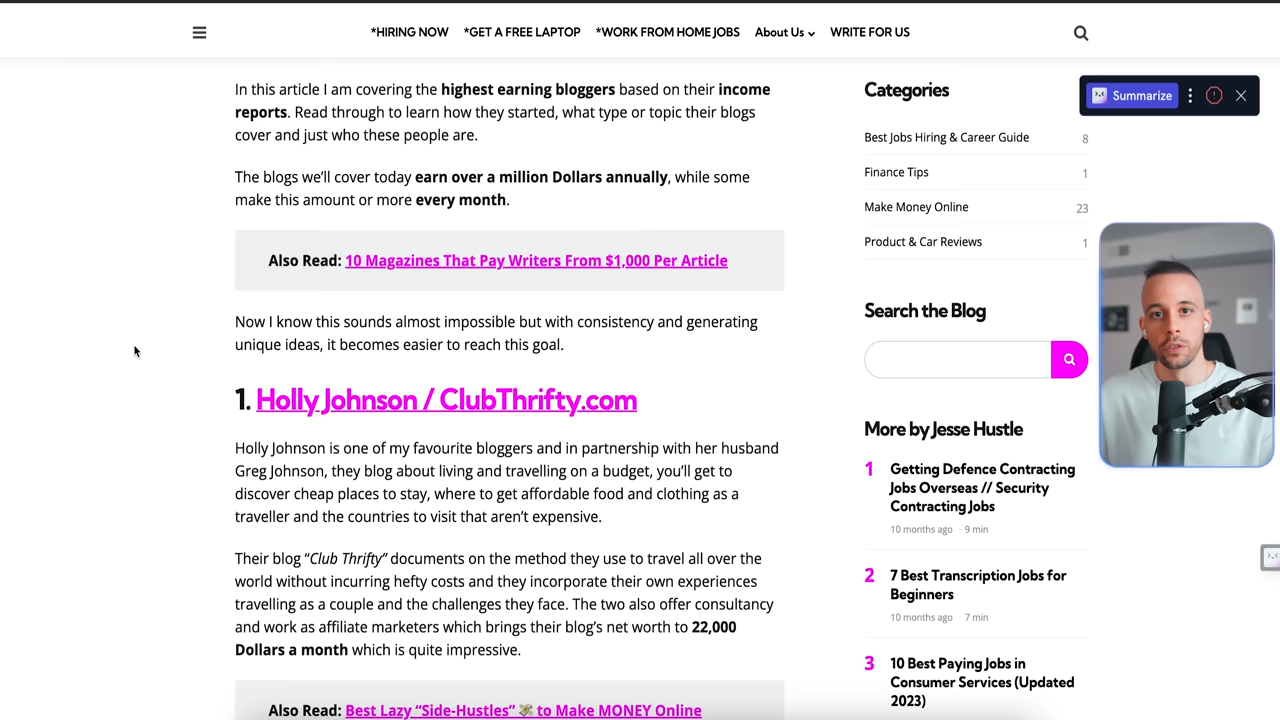 *HIRING NOW *GET A FREE LAPTOP *WORK FROM HOME JOBS About Us WRITE FOR US
In this article I am covering the highest earning bloggers based on their income
reports. Read through to learn how they started, what type or topic their blogs
cover and just who these people are.
The blogs we’ll cover today earn over a million Dollars annually, while some
make this amount or more every month.
Also Read: 10 Magazines That Pay Writers From $1,000 Per Article
Now I know this sounds almost impossible but with consistency and generating
unique ideas, it becomes easier to reach this goal.
1. Holly Johnson / ClubThrifty.com
Holly Johnson is one of my favourite bloggers and in partnership with her husband
Greg Johnson, they blog about living and travelling on a budget, you’ll get to
discover cheap places to stay, where to get affordable food and clothing as a
traveller and the countries to visit that aren’t expensive.
Their blog “Club Thrifty” documents on the method they use to travel all over the
world without incurring hefty costs and they incorporate their own experiences
travelling as a couple and the challenges they face. The two also offer consultancy
and work as affiliate marketers which brings their blog’s net worth to 22,000
Dollars a month which is quite impressive.
Also Read: Best Lazy “Side-Hustles” 💸 to Make MONEY Online
Categories
Best Jobs Hiring & Career Guide 8
Finance Tips 1
Make Money Online 23
Product & Car Reviews 1
Search the Blog
More by Jesse Hustle
1 Getting Defence Contracting
Jobs Overseas // Security
Contracting Jobs
10 months ago · 9 min
2 7 Best Transcription Jobs for
Beginners
10 months ago · 7 min
3 10 Best Paying Jobs in
Consumer Services (Updated
2023)
Summarize